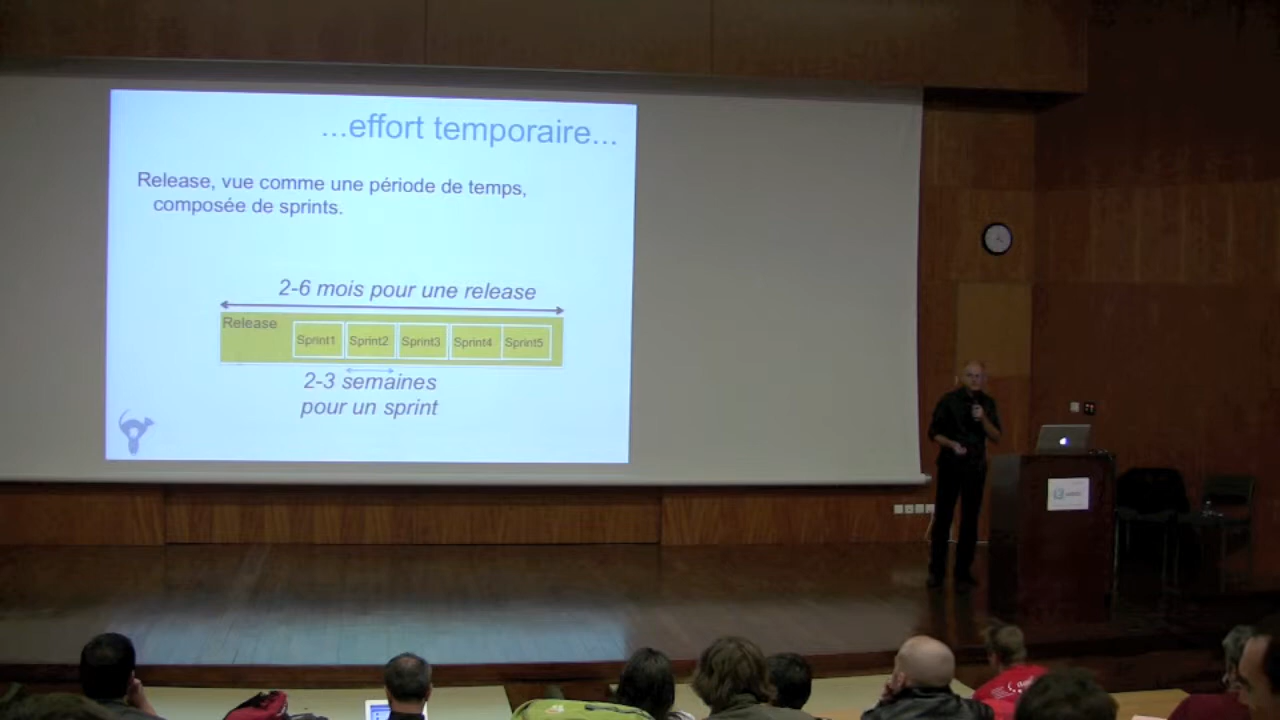 ...effort temporaire...
Release, vue comme une période de temps,
composée de sprints.
2-6 mois pour une release
Release
Sprint1 Sprint2 Sprint3 Sprint4 Sprint5
2-3 semaines
pour un sprint